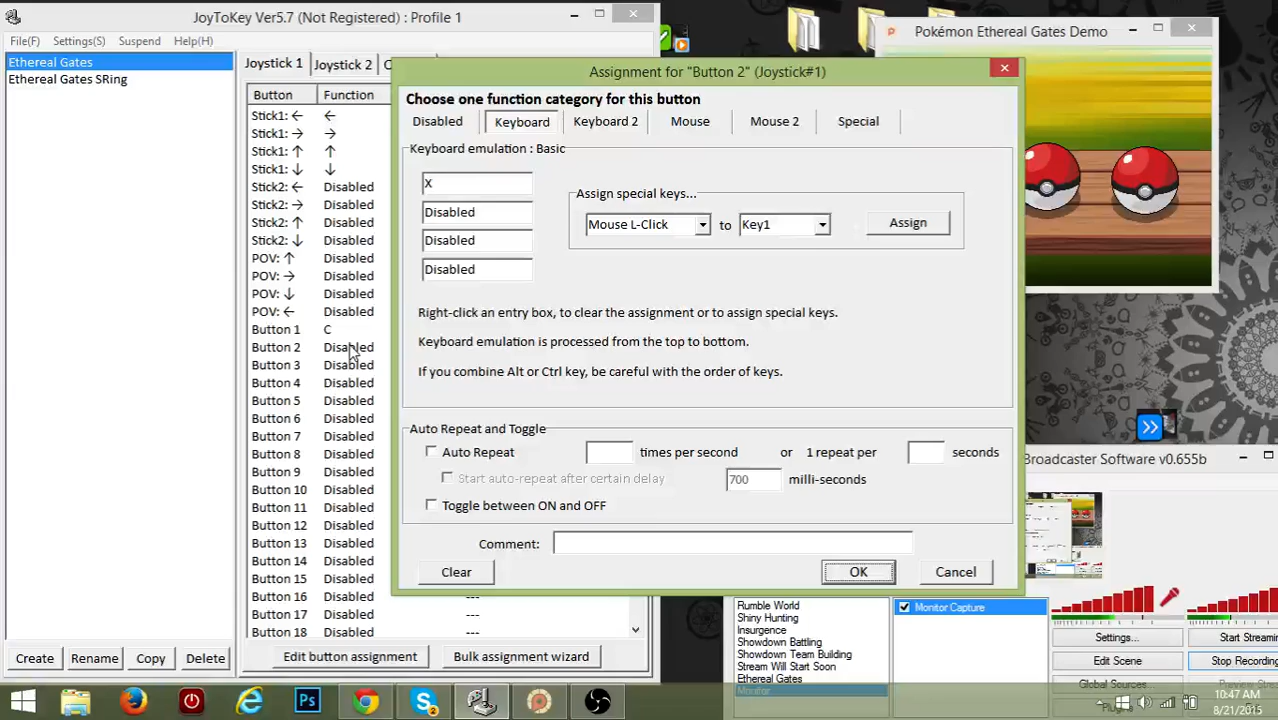 JoyToKey Ver5.7 (Not Registered) : Profile 1
File(F) Settings(S) Suspend Help(H)
Ethereal Gates
Ethereal Gates SRing
Joystick 1 Joystick 2
Button Function
Stick1: ← ←
Stick1: → →
Stick1: ↑ ↑
Stick1: ↓ ↓
Stick2: ← Disabled
Stick2: → Disabled
Stick2: ↑ Disabled
Stick2: ↓ Disabled
POV: ↑ Disabled
POV: → Disabled
POV: ↓ Disabled
POV: ← Disabled
Button 1 C
Button 2 Disabled
Button 3 Disabled
Button 4 Disabled
Button 5 Disabled
Button 6 Disabled
Button 7 Disabled
Button 8 Disabled
Button 9 Disabled
Button 10 Disabled
Button 11 Disabled
Button 12 Disabled
Button 13 Disabled
Button 14 Disabled
Button 15 Disabled
Button 16 Disabled ---
Button 17 Disabled ---
Button 18 Disabled ---
Create Rename Copy Delete
Edit button assignment Bulk assignment wizard
Assignment for "Button 2" (Joystick#1)
Choose one function category for this button
Disabled Keyboard Keyboard 2 Mouse Mouse 2 Special
Keyboard emulation : Basic
X
Disabled
Disabled
Disabled
Assign special keys...
Mouse L-Click to Key1 Assign
Right-click an entry box, to clear the assignment or to assign special keys.
Keyboard emulation is processed from the top to bottom.
If you combine Alt or Ctrl key, be careful with the order of keys.
Auto Repeat and Toggle
Auto Repeat times per second or 1 repeat per seconds
Start auto-repeat after certain delay 700 milli-seconds
Toggle between ON and OFF
Comment:
Clear OK Cancel
Pokémon Ethereal Gates Demo
Broadcaster Software v0.655b
Rumble World
Shiny Hunting
Insurgence
Showdown Battling
Showdown Team Building
Stream Will Start Soon
Ethereal Gates
Monitor
Monitor Capture
Settings... Start Streaming
Edit Scene Stop Recording
Global Sources...
10:47 AM
8/21/2015